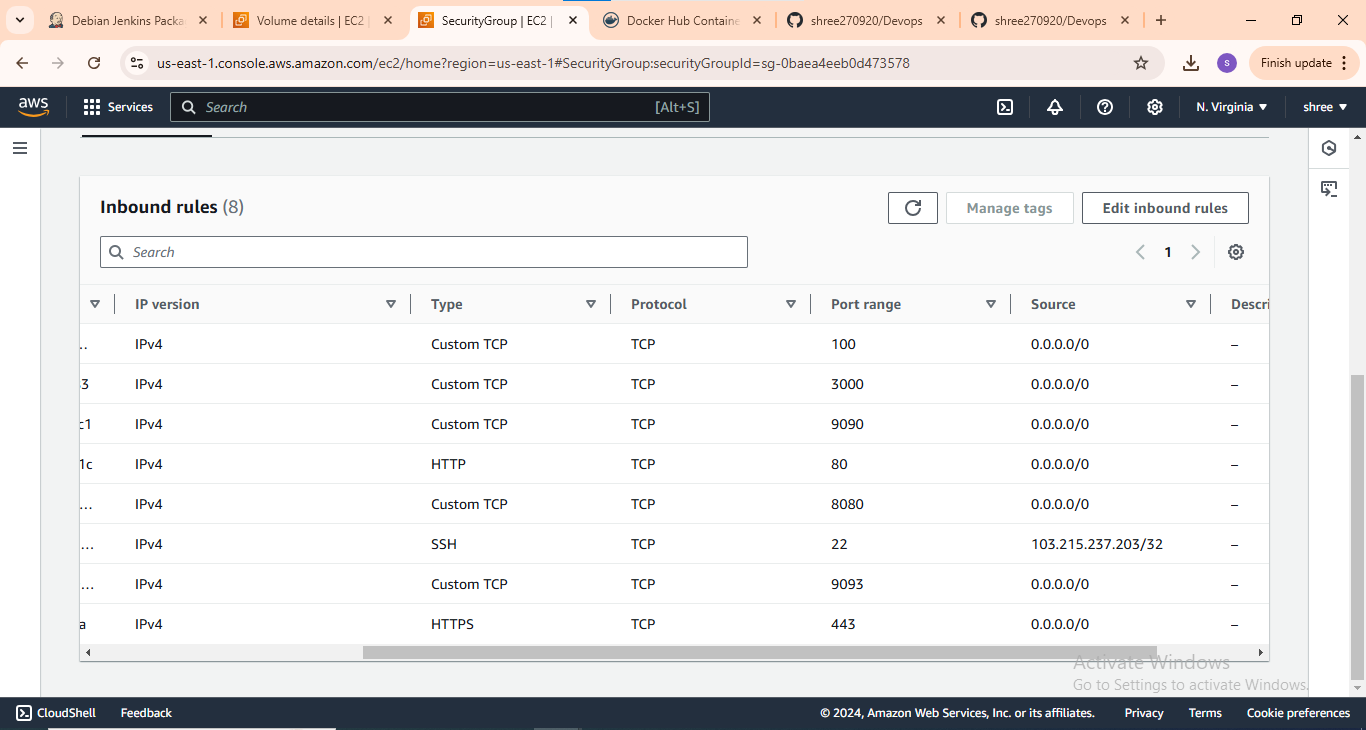 Debian Jenkins Packa
Volume details | EC2 |
SecurityGroup | EC2 |
Docker Hub Containe
shree270920/Devops
shree270920/Devops
us-east-1.console.aws.amazon.com/ec2/home?region=us-east-1#SecurityGroup:securityGroupId=sg-0baea4eeb0d473578
S
Finish update
aws
Services
Search
[Alt+S]
N. Virginia
shree
Inbound rules (8)
Manage tags
Edit inbound rules
Search
1
IP version Type Protocol Port range Source Descri
... IPv4 Custom TCP TCP 100 0.0.0.0/0 –
3 IPv4 Custom TCP TCP 3000 0.0.0.0/0 –
c1 IPv4 Custom TCP TCP 9090 0.0.0.0/0 –
1c IPv4 HTTP TCP 80 0.0.0.0/0 –
... IPv4 Custom TCP TCP 8080 0.0.0.0/0 –
... IPv4 SSH TCP 22 103.215.237.203/32 –
... IPv4 Custom TCP TCP 9093 0.0.0.0/0 –
a IPv4 HTTPS TCP 443 0.0.0.0/0 –
Activate Windows
Go to Settings to activate Windows.
CloudShell
Feedback
© 2024, Amazon Web Services, Inc. or its affiliates.
Privacy
Terms
Cookie preferences